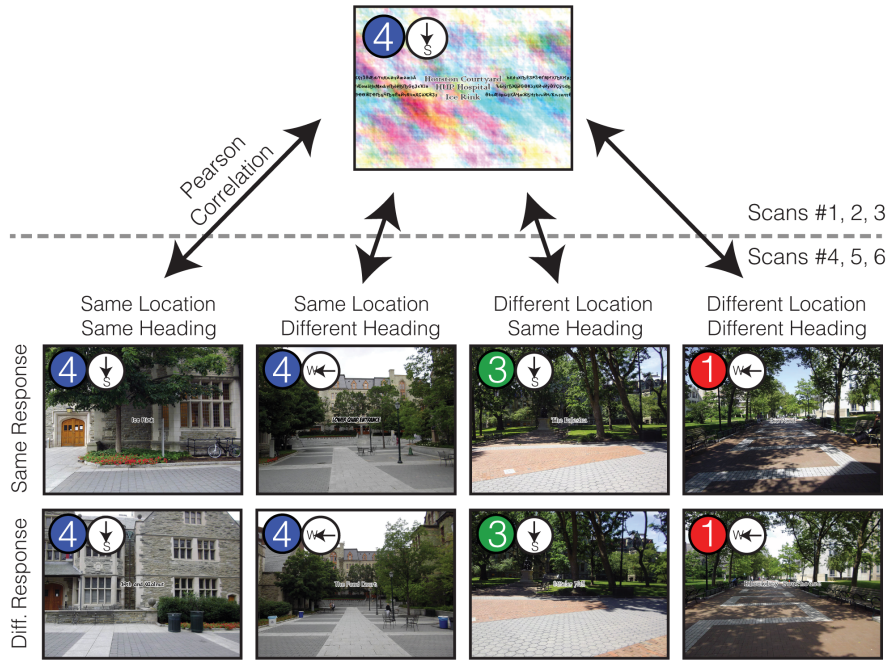 4 S
Houston Courtyard
HUP Hospital
Ice Rink
Pearson
Correlation
Scans #1, 2, 3
Scans #4, 5, 6
Same Location
Same Heading
Same Location
Different Heading
Different Location
Same Heading
Different Location
Different Heading
Same Response
4 S
Ice Rink
4 W
3 S
The Palestra
1 W
Diff. Response
4 S
4 W
The Food Court
3 S
1 W